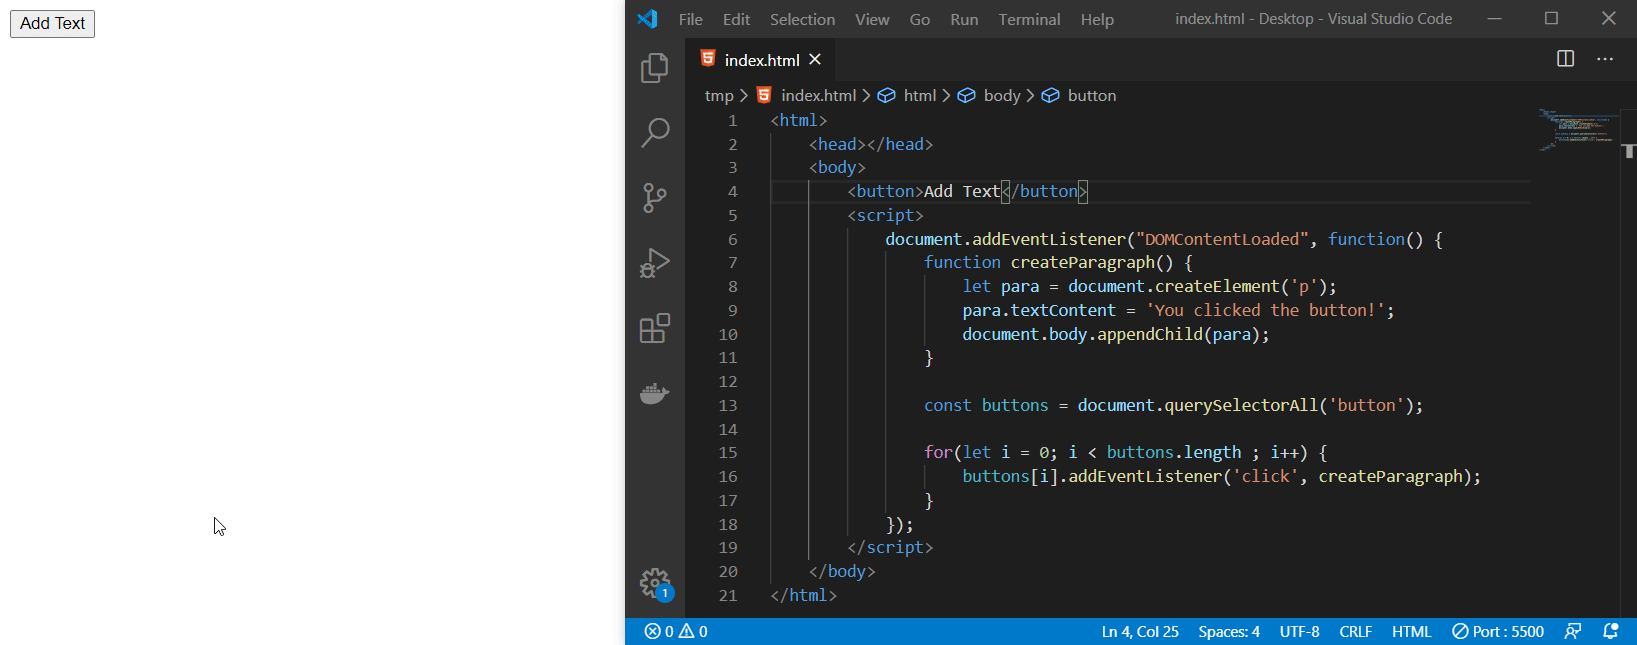 Add Text
File Edit Selection View Go Run Terminal Help index.html - Desktop - Visual Studio Code
index.html
tmp > index.html > html > body > button
1 <html>
2     <head></head>
3     <body>
4         <button>Add Text</button>
5         <script>
6             document.addEventListener("DOMContentLoaded", function() {
7                 function createParagraph() {
8                     let para = document.createElement('p');
9                     para.textContent = 'You clicked the button!';
10                     document.body.appendChild(para);
11                 }
12
13                 const buttons = document.querySelectorAll('button');
14
15                 for(let i = 0; i < buttons.length ; i++) {
16                     buttons[i].addEventListener('click', createParagraph);
17                 }
18             });
19         </script>
20     </body>
21 </html>
1
0 0 Ln 4, Col 25 Spaces: 4 UTF-8 CRLF HTML Port : 5500